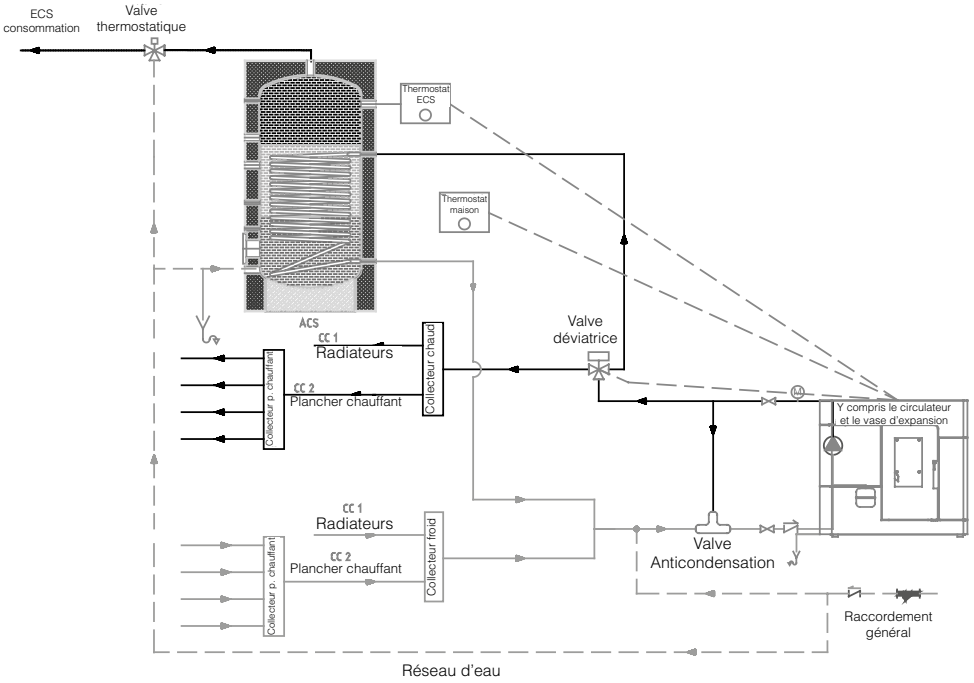 ECS
consommation
Valve
thermostatique
Thermostat
ECS
Thermostat
maison
ACS
CC 1
Radiateurs
Collecteur chaud
CC 2
Plancher chauffant
Collecteur p. chauffant
Valve
déviatrice
M
Y compris le circulateur
et le vase d'expansion
CC 1
Radiateurs
Collecteur froid
CC 2
Plancher chauffant
Collecteur p. chauffant
Valve
Anticondensation
Raccordement
général
Réseau d'eau